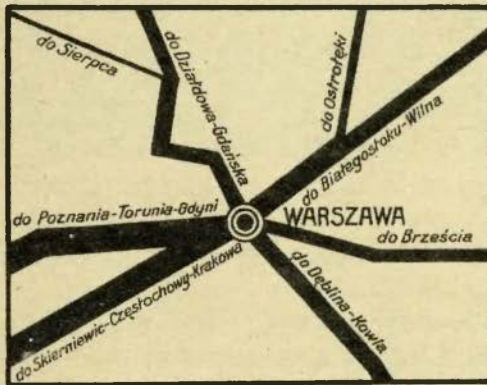 do Sierpca
do Działdowa-Gdańska
do Ostrołęki
do Białegostoku-Wilna
do Poznania-Torunia-Gdyni
WARSZAWA
do Brześcia
do Skierniewic-Częstochowy-Krakowa
do Dęblina-Kowla